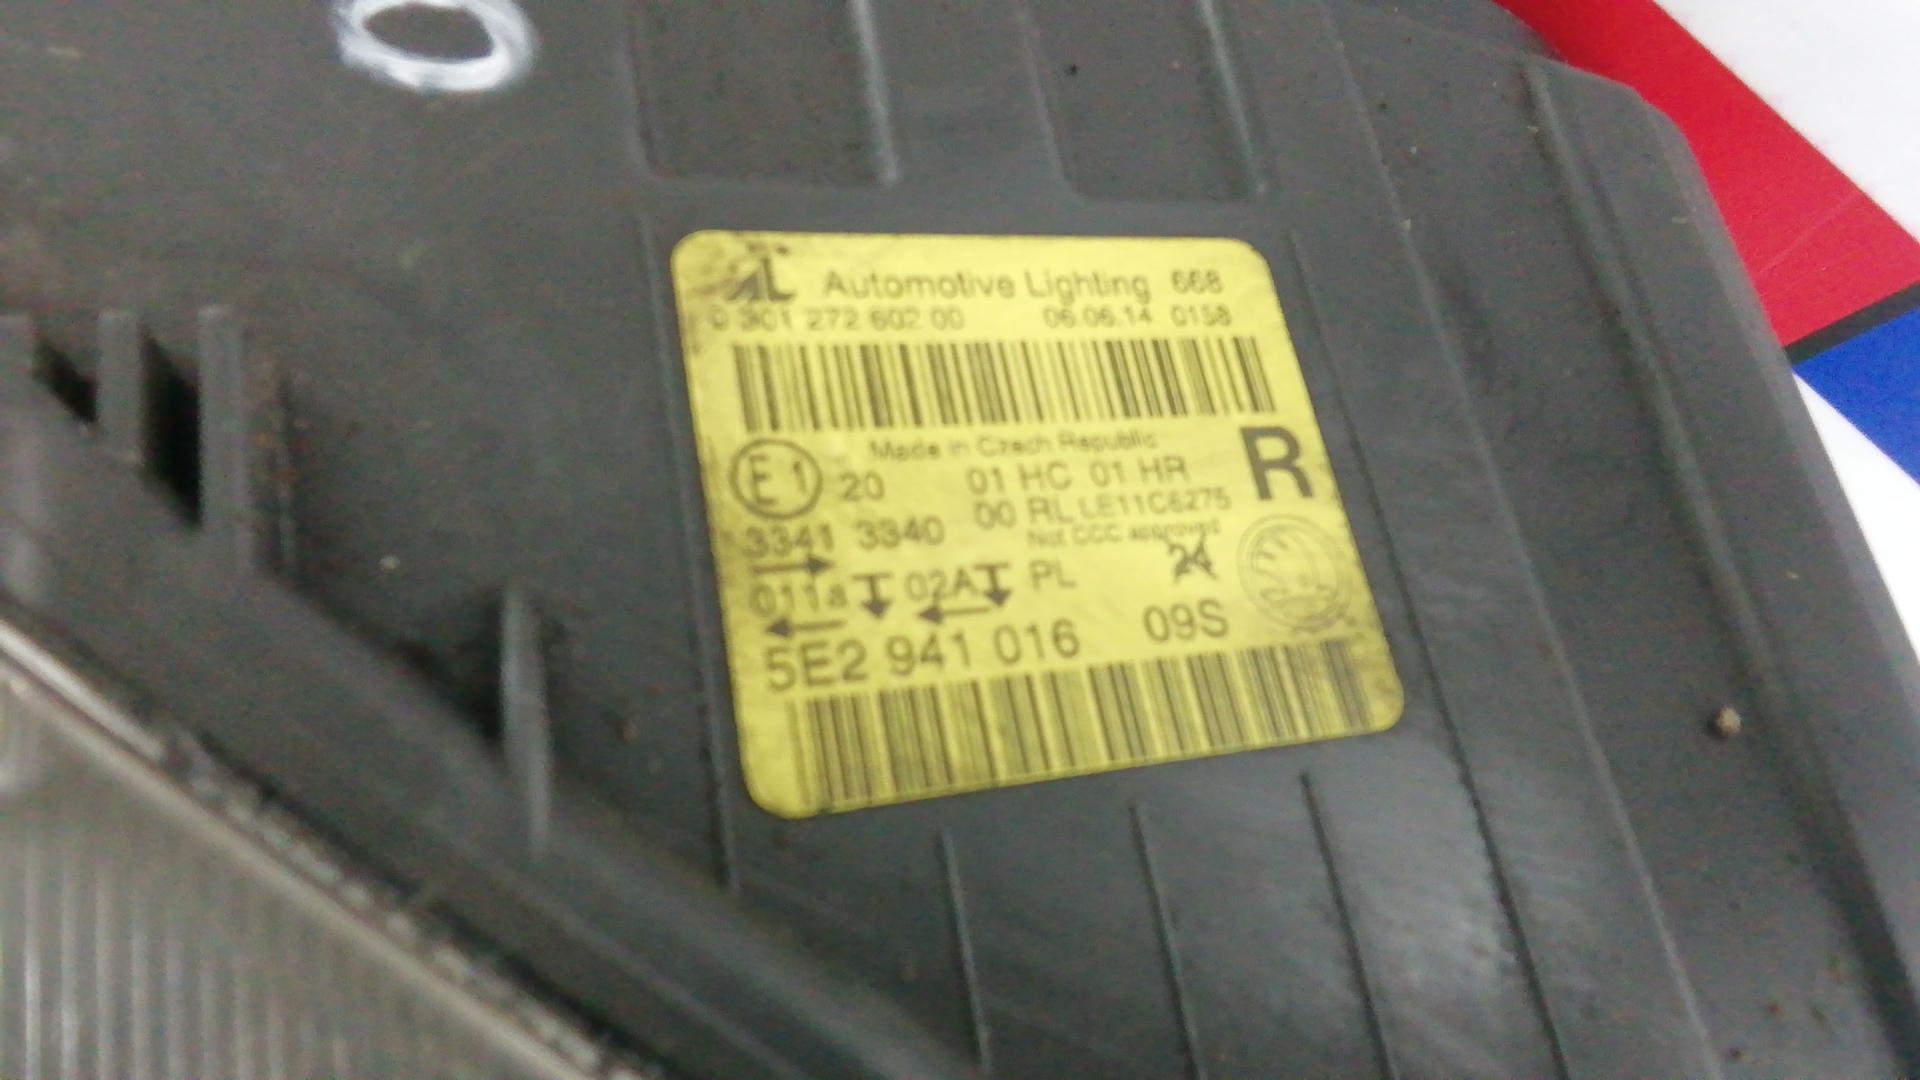 AL Automotive Lighting 668
0 301 272 602 00 06.06.14 0158
Made in Czech Republic
E1 20 01 HC 01 HR R
3341 3340 00 RL LE11C6275
Not CCC approved
011a 02A PL 24
5E2 941 016 09S